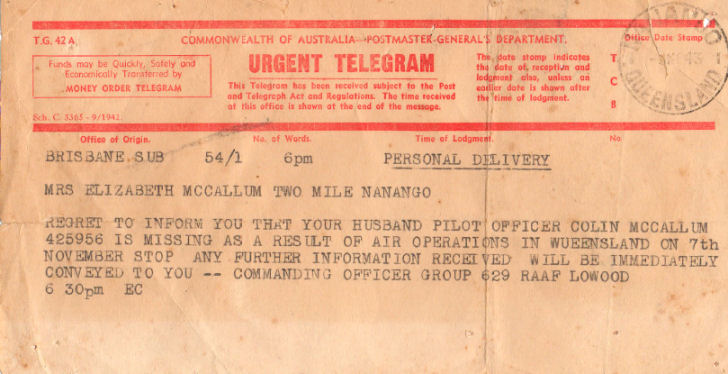 T.G. 42 A. COMMONWEALTH OF AUSTRALIA—POSTMASTER-GENERAL'S DEPARTMENT. Office Date Stamp
Funds may be Quickly, Safely and
Economically Transferred by
MONEY ORDER TELEGRAM
URGENT TELEGRAM
This Telegram has been received subject to the Post
and Telegraph Act and Regulations. The time received
at this office is shown at the end of the message.
The date stamp indicates
the date of, reception and
lodgment also, unless an
earlier date is shown after
the time of lodgment.
T
C
B
NANANGO
43
QUEENSLAND
Sch. C. 3365 - 9/1942.
Office of Origin. No. of Words. Time of Lodgment. No.
BRISBANE SUB 54/1 6pm PERSONAL DELIVERY
MRS ELIZABETH MCCALLUM TWO MILE NANANGO
REGRET TO INFORM YOU THAT YOUR HUSBAND PILOT OFFICER COLIN MCCALLUM
425956 IS MISSING AS A RESULT OF AIR OPERATIONS IN WUEENSLAND ON 7th
NOVEMBER STOP ANY FURTHER INFORMATION RECEIVED WILL BE IMMEDIATELY
CONVEYED TO YOU -- COMMANDING OFFICER GROUP 629 RAAF LOWOOD
6 30pm EC